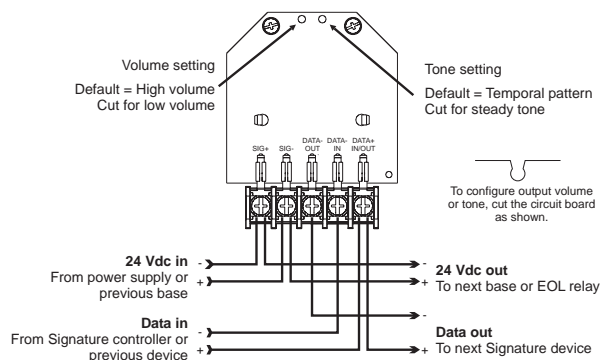 Volume setting
Default = High volume
Cut for low volume
Tone setting
Default = Temporal pattern
Cut for steady tone
SIG+
SIG-
DATA-
OUT
DATA-
IN
DATA+
IN/OUT
To configure output volume
or tone, cut the circuit board
as shown.
24 Vdc in
From power supply or
previous base
-
+
-
+
24 Vdc out
To next base or EOL relay
Data in
From Signature controller or
previous device
-
+
-
+
Data out
To next Signature device